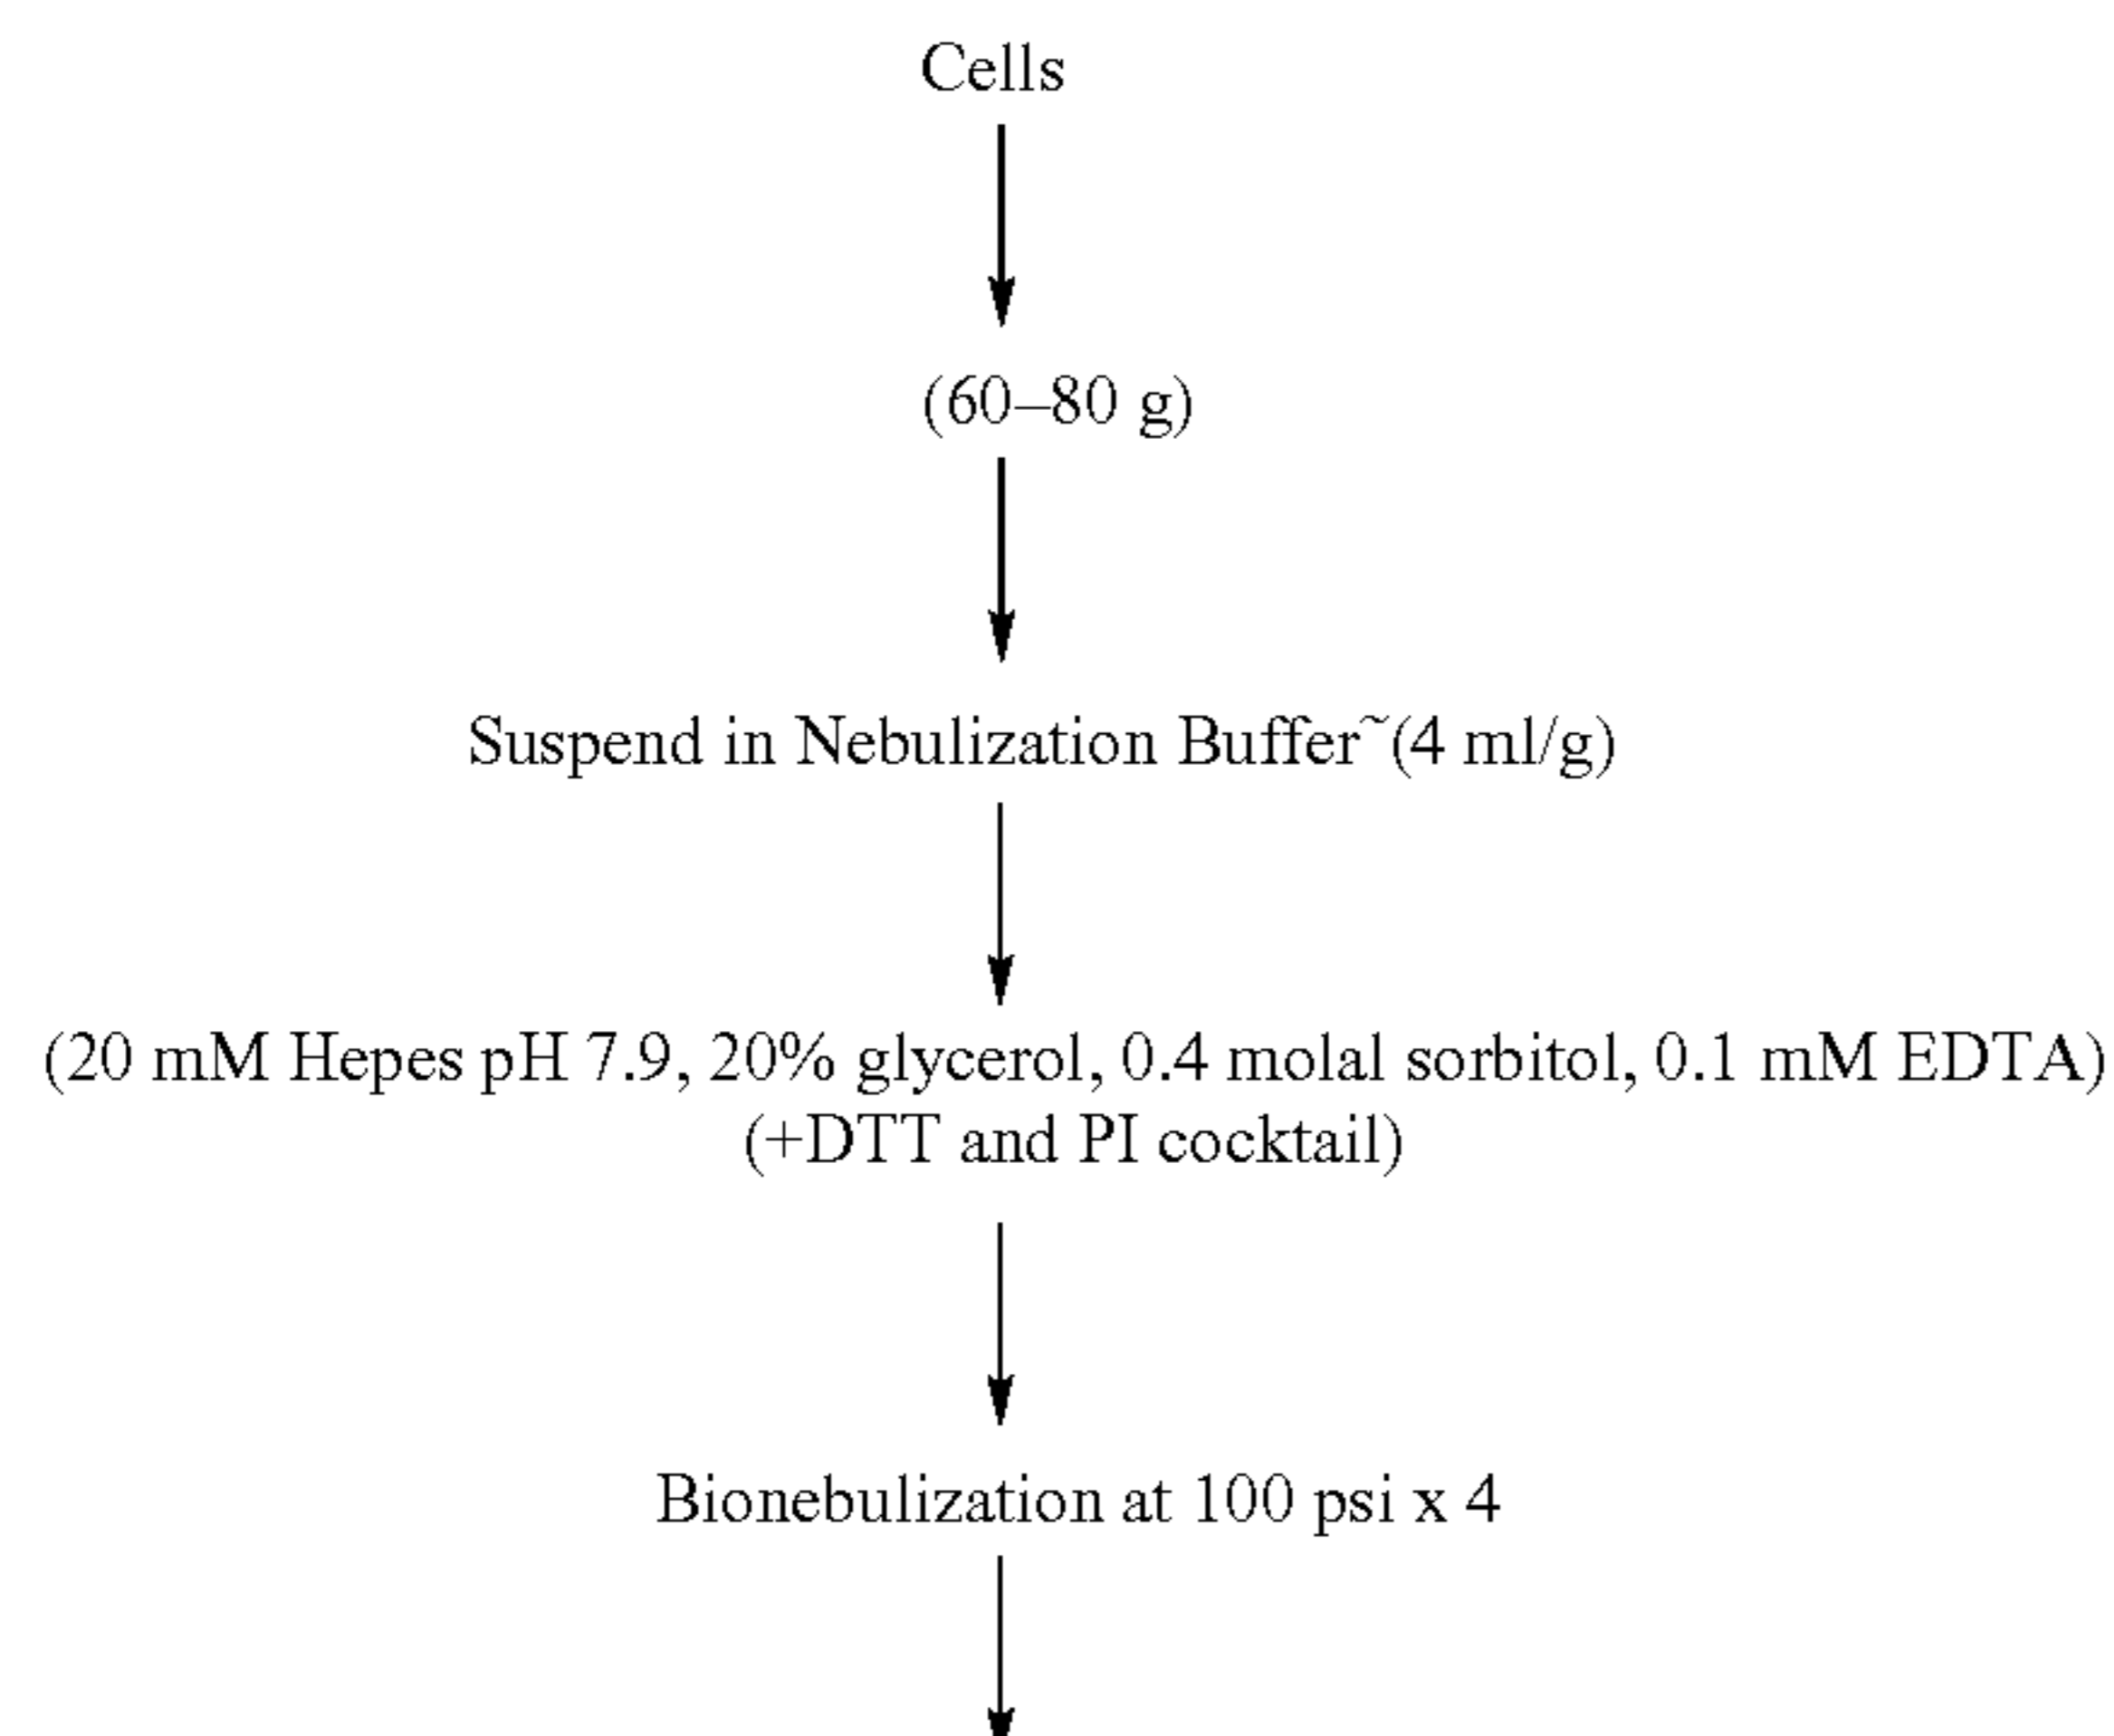 Cells
(60–80 g)
Suspend in Nebulization Buffer~(4 ml/g)
(20 mM Hepes pH 7.9, 20% glycerol, 0.4 molal sorbitol, 0.1 mM EDTA)
(+DTT and PI cocktail)
Bionebulization at 100 psi x 4